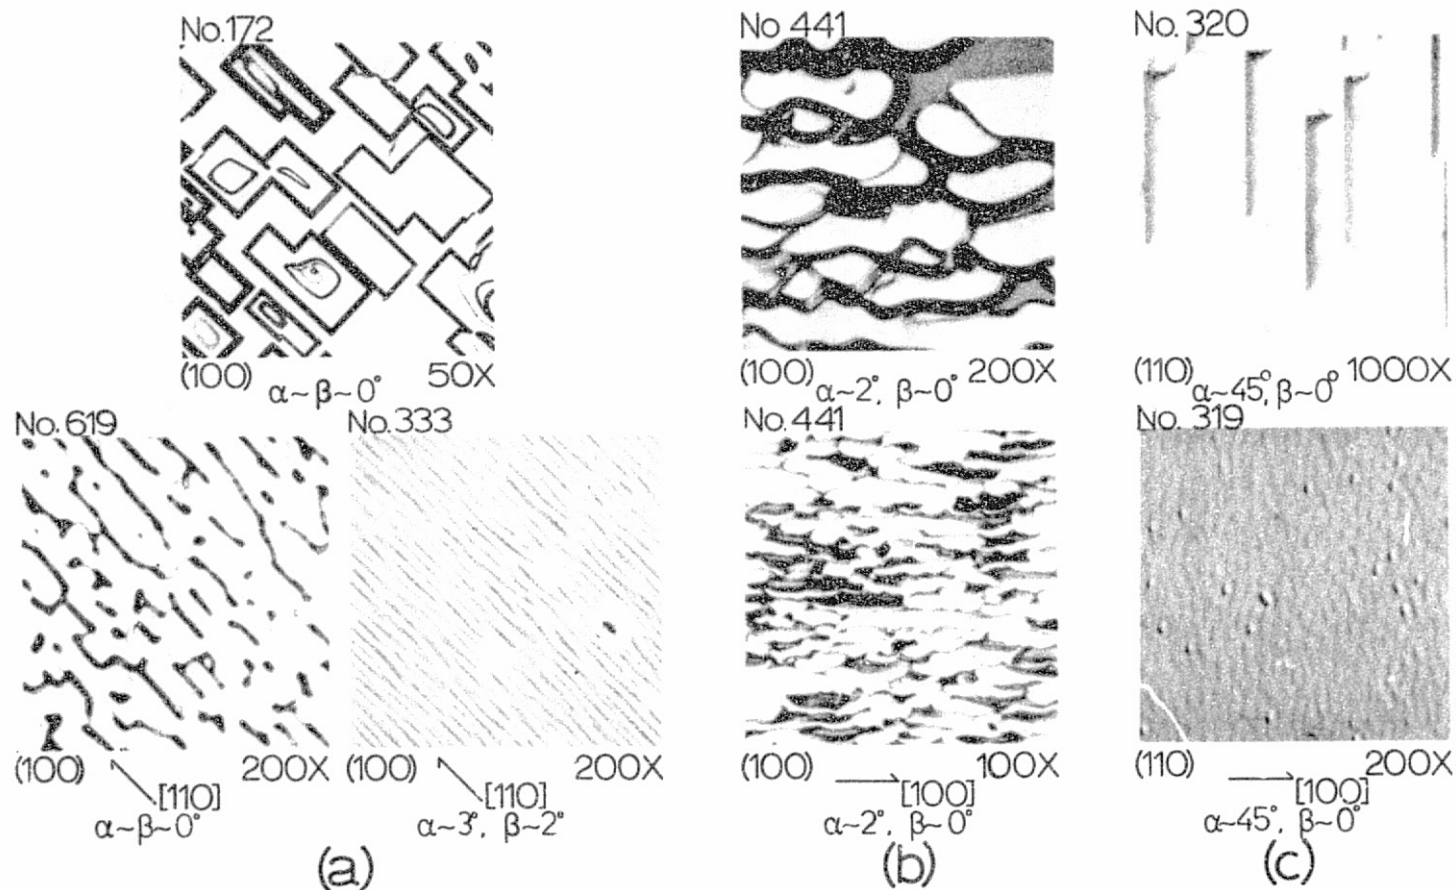 No.172
No 441
No. 320
(100) α~β~0° 50X
(100) α~2°, β~0° 200X
(110) α~45°, β~0° 1000X
No. 619
No. 333
No. 441
No. 319
(100) 200X
[110]
α~β~0°
(100) 200X
[110]
α~3°, β~2°
(100) 100X
[100]
α~2°, β~0°
(110) 200X
[100]
α~45°, β~0°
(a)
(b)
(c)